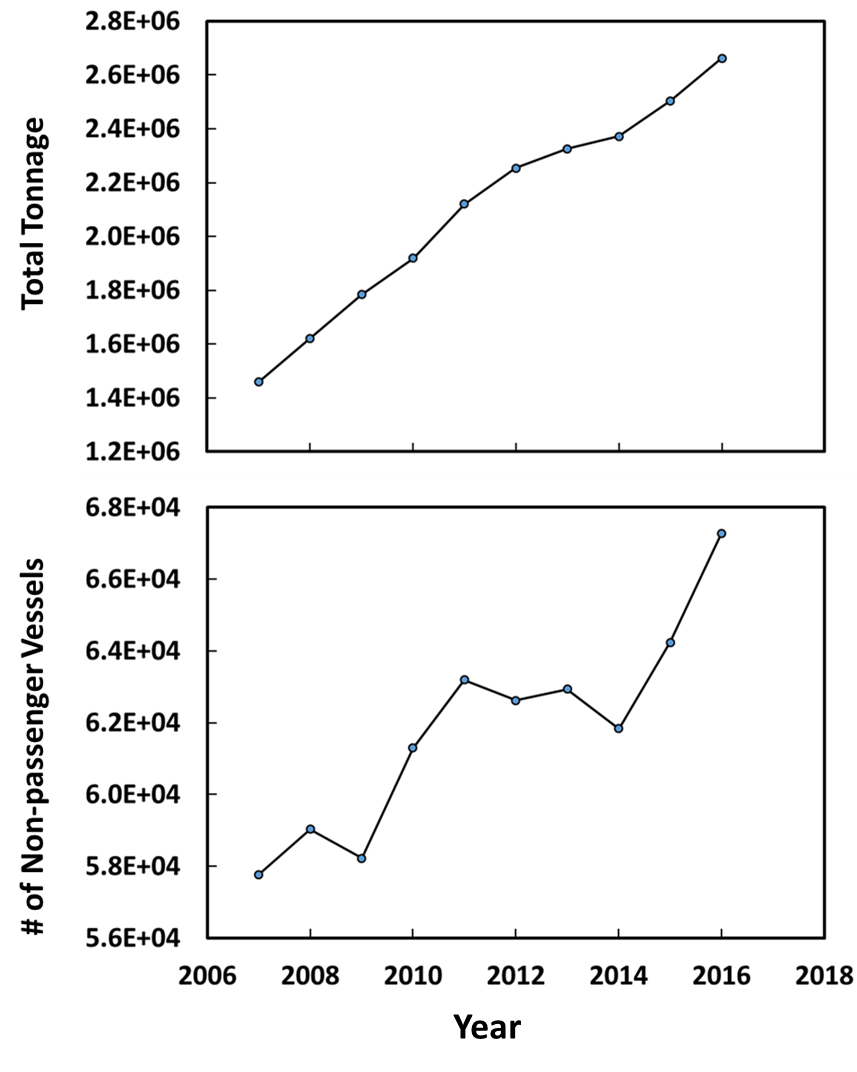 Total Tonnage
2.8E+06
2.6E+06
2.4E+06
2.2E+06
2.0E+06
1.8E+06
1.6E+06
1.4E+06
1.2E+06
# of Non-passenger Vessels
6.8E+04
6.6E+04
6.4E+04
6.2E+04
6.0E+04
5.8E+04
5.6E+04
2006 2008 2010 2012 2014 2016 2018
Year